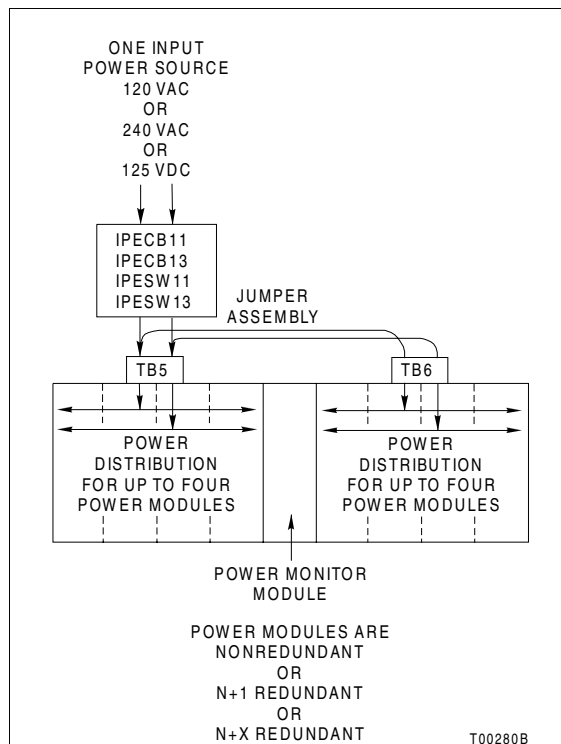 ONE INPUT
POWER SOURCE
120 VAC
OR
240 VAC
OR
125 VDC
IPECB11
IPECB13
IPESW11
IPESW13
JUMPER
ASSEMBLY
TB5
TB6
POWER
DISTRIBUTION
FOR UP TO FOUR
POWER MODULES
POWER
DISTRIBUTION
FOR UP TO FOUR
POWER MODULES
POWER MONITOR
MODULE
POWER MODULES ARE
NONREDUNDANT
OR
N+1 REDUNDANT
OR
N+X REDUNDANT
T00280B